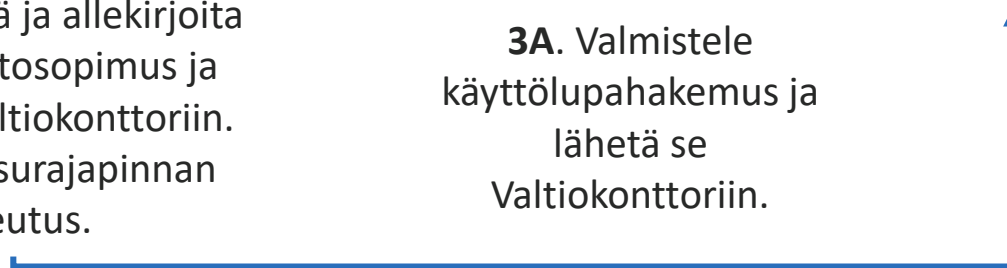 ä ja allekirjoita
tosopimus ja
ltiokonttoriin.
surajapinnan
eutus.
3A. Valmistele
käyttölupahakemus ja
lähetä se
Valtiokonttoriin.